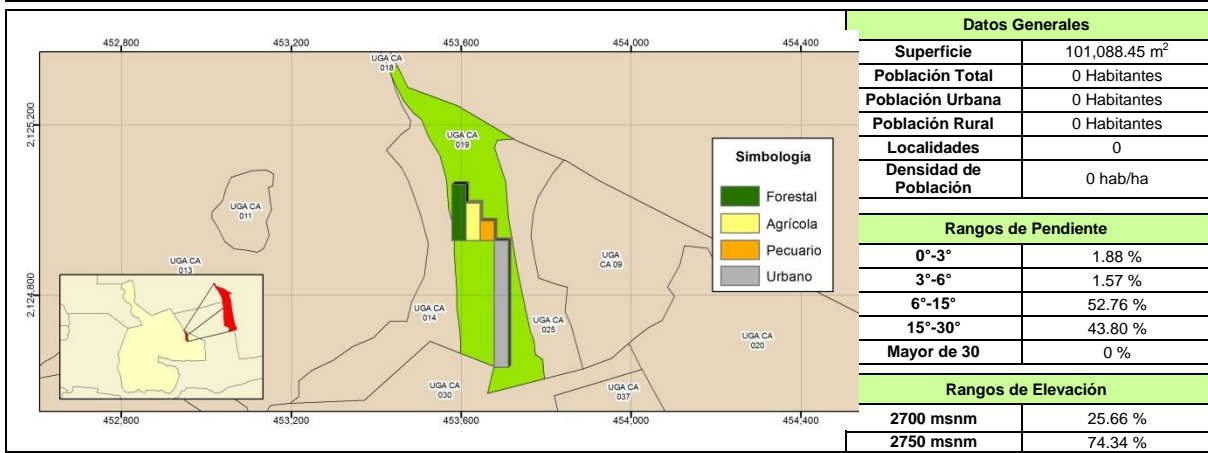 452,800 453,200 453,600 454,000 454,400
2,125,200
2,124,800
UGA CA
018
UGA CA
019
UGA CA
011
UGA CA
013
UGA
CA 09
UGA CA
014
UGA CA
025
UGA CA
020
UGA CA
030
UGA CA
037
Simbología
Forestal
Agrícola
Pecuario
Urbano
452,800 453,200 453,600 454,000 454,400
Datos Generales
Superficie 101,088.45 m²
Población Total 0 Habitantes
Población Urbana 0 Habitantes
Población Rural 0 Habitantes
Localidades 0
Densidad de
Población 0 hab/ha
Rangos de Pendiente
0°-3° 1.88 %
3°-6° 1.57 %
6°-15° 52.76 %
15°-30° 43.80 %
Mayor de 30 0 %
Rangos de Elevación
2700 msnm 25.66 %
2750 msnm 74.34 %